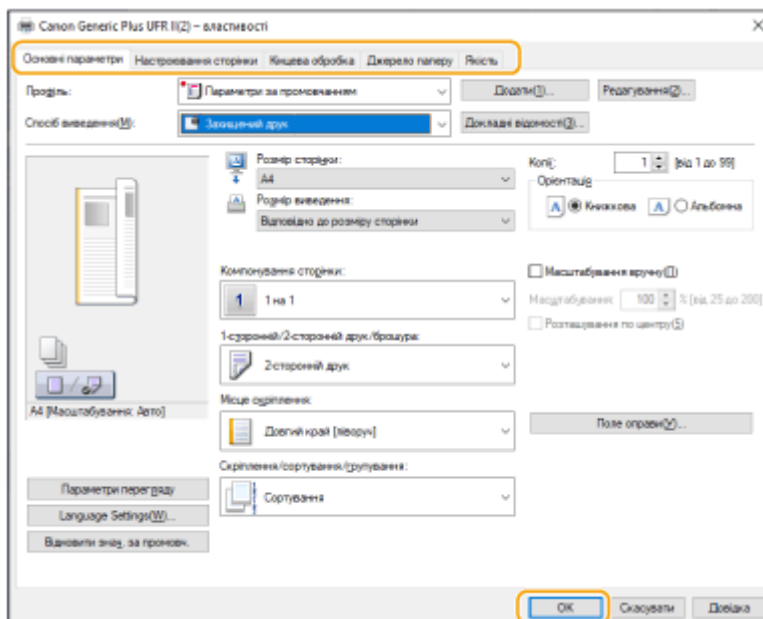 Canon Generic Plus UFR II(2) – властивості
Основні параметри Настроювання сторінки Кінцева обробка Джерело паперу Якість
Профіль: Параметри за промовчанням Додати(1)... Редагування(2)...
Спосіб виведення(M): Захищений друк Докладні відомості(3)...
Розмір сторінки:
A4
Розмір виведення:
Відповідно до розміру сторінки
Копії: 1 [від 1 до 99]
Орієнтація
A Книжкова A Альбомна
Компонування сторінки:
1 1 на 1
Масштабування вручну(I)
Масштабування: 100 % [від 25 до 200]
Розташування по центру(S)
1-сторонній/2-сторонній друк/брошура:
2-сторонній друк
A4 [Масштабування: Авто]
Місце скріплення:
Довгий край [ліворуч]
Поле оправи(V)...
Скріплення/сортування/групування:
Сортування
Параметри перегляду
Language Settings(W)...
Відновити знач. за промовч.
OK Скасувати Довідка